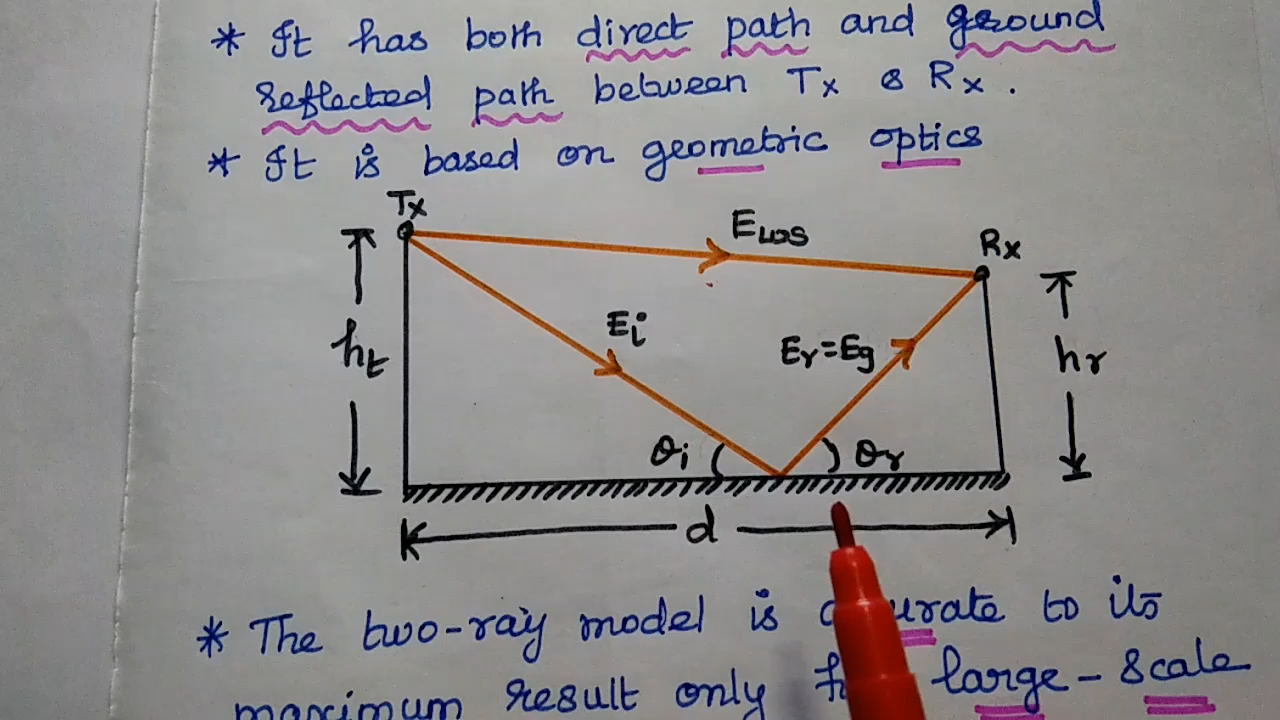 * It has both direct path and ground
reflected path between Tx & Rx.
* It is based on geometric optics
Tx
ELOS
Rx
ht
Ei
Er=Eg
hr
θi
θr
d
* The two-ray model is to its
maximum result only large-scale